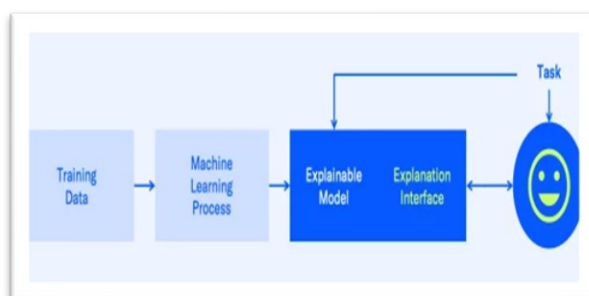 Task
Training
Data
Machine
Learning
Process
Explainable
Model
Explanation
Interface